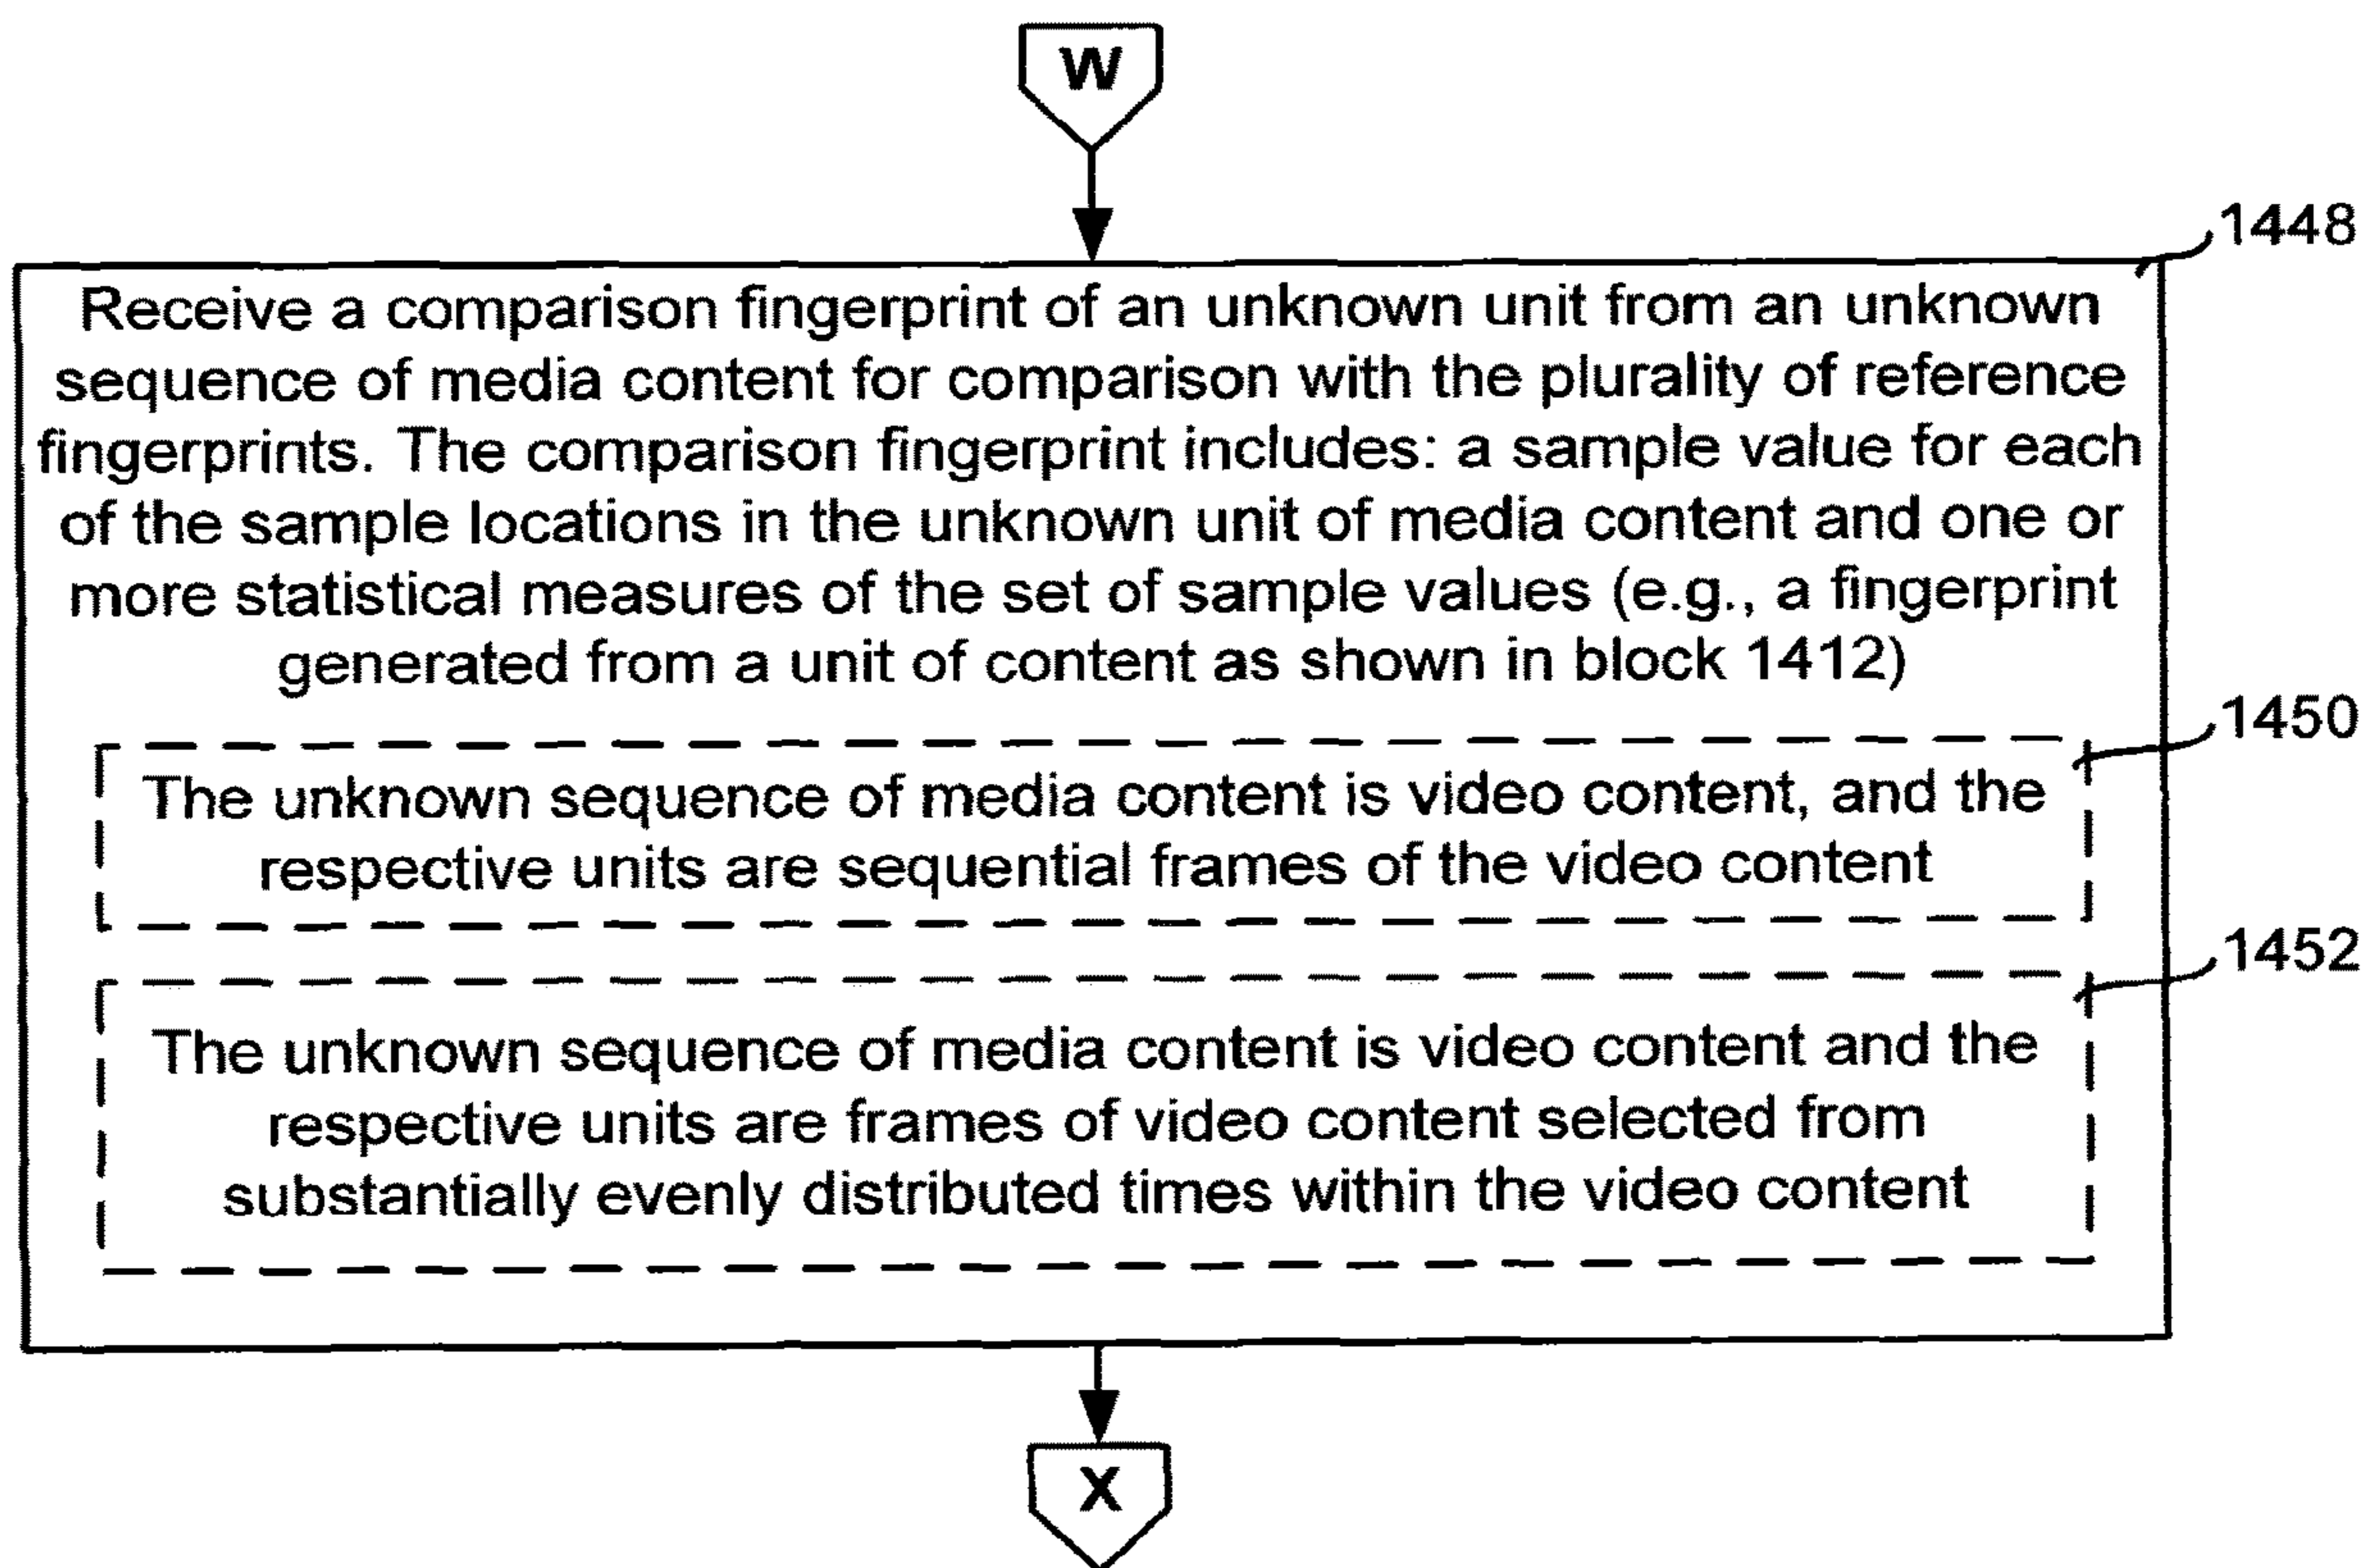 W
1448
Receive a comparison fingerprint of an unknown unit from an unknown
sequence of media content for comparison with the plurality of reference
fingerprints. The comparison fingerprint includes: a sample value for each
of the sample locations in the unknown unit of media content and one or
more statistical measures of the set of sample values (e.g., a fingerprint
generated from a unit of content as shown in block 1412)
1450
The unknown sequence of media content is video content, and the
respective units are sequential frames of the video content
1452
The unknown sequence of media content is video content and the
respective units are frames of video content selected from
substantially evenly distributed times within the video content
X